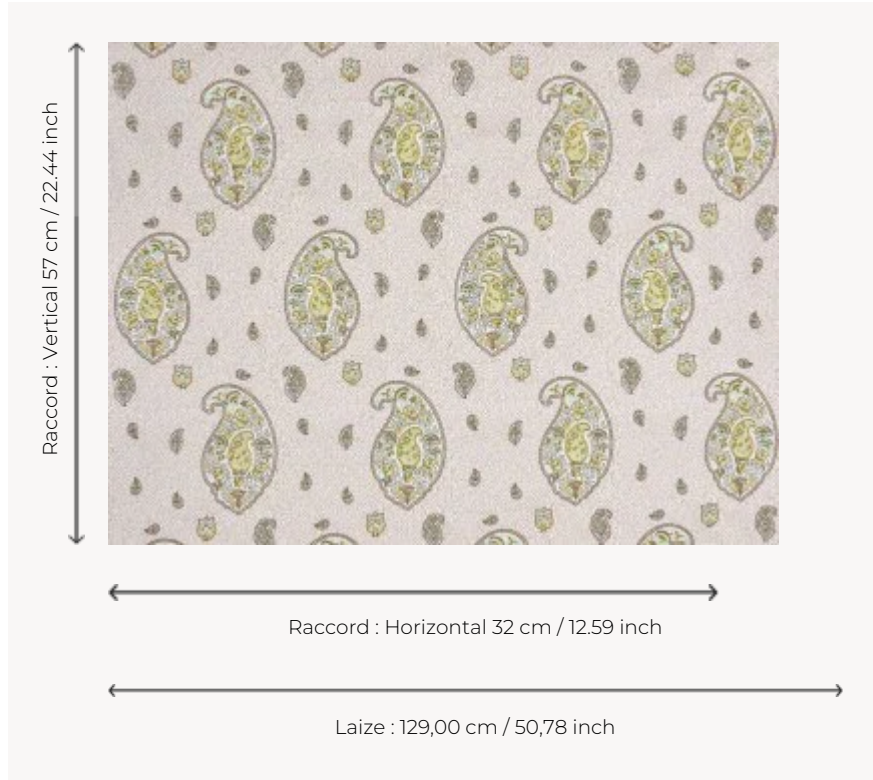 Raccord : Vertical 57 cm / 22.44 inch
Raccord : Horizontal 32 cm / 12.59 inch
Laize : 129,00 cm / 50,78 inch